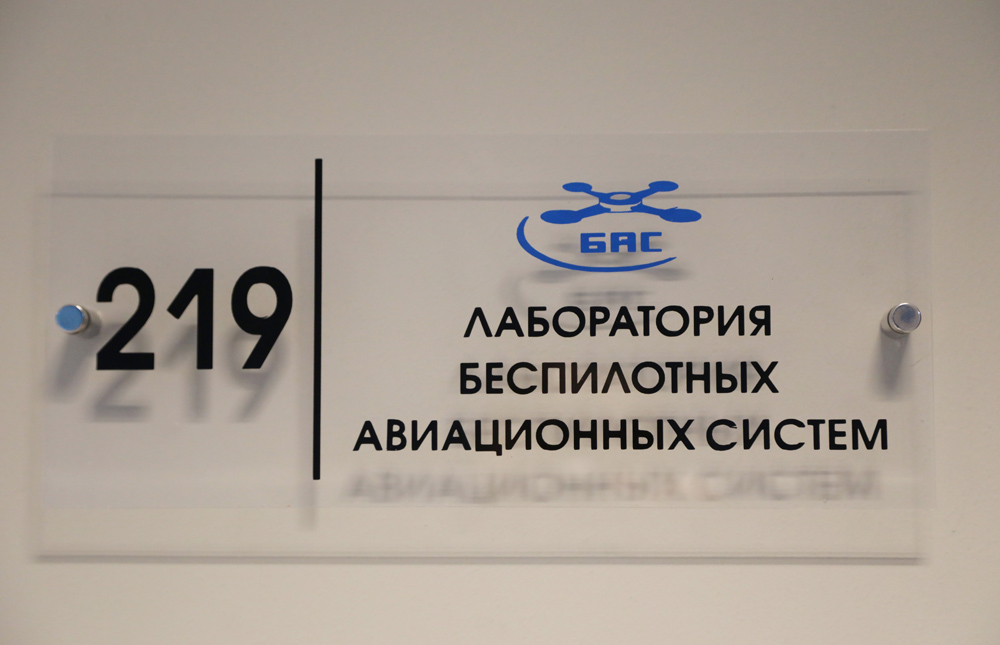 219
БАС
ЛАБОРАТОРИЯ
БЕСПИЛОТНЫХ
АВИАЦИОННЫХ СИСТЕМ